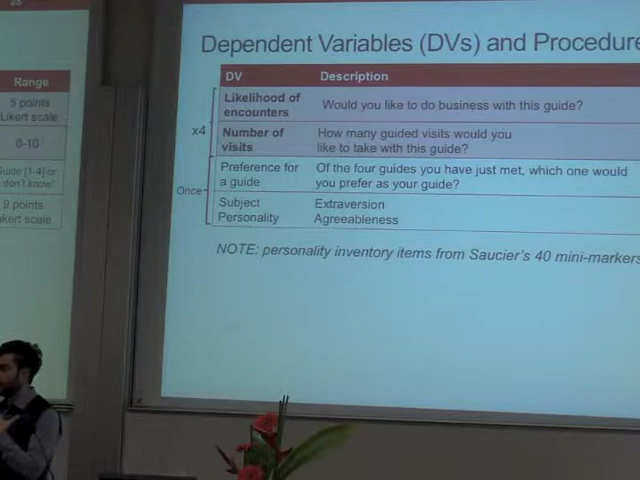 Range
5 points
Likert scale
0-10
Guide [1-4] or
don't know"
9 points
Likert scale
Dependent Variables (DVs) and Procedure
DV Description
Likelihood of encounters Would you like to do business with this guide?
x4
Number of visits How many guided visits would you
like to take with this guide?
Preference for a guide Of the four guides you have just met, which one would
you prefer as your guide?
Once
Subject Personality Extraversion
Agreeableness
NOTE: personality inventory items from Saucier's 40 mini-markers